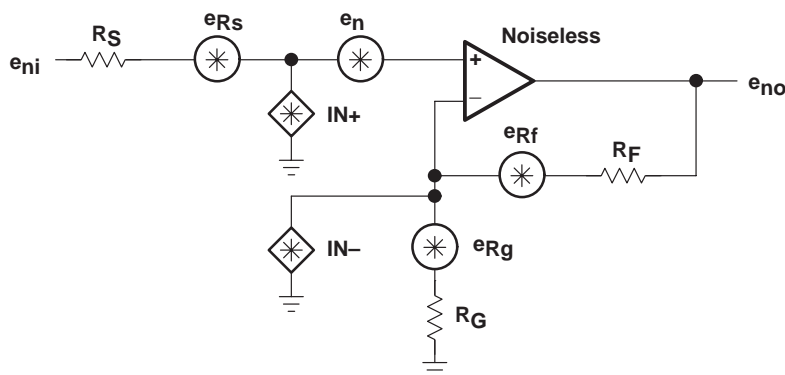 eRs
en
Noiseless
RS
eni
+
eno
−
IN+
eRf
RF
IN–
eRg
RG